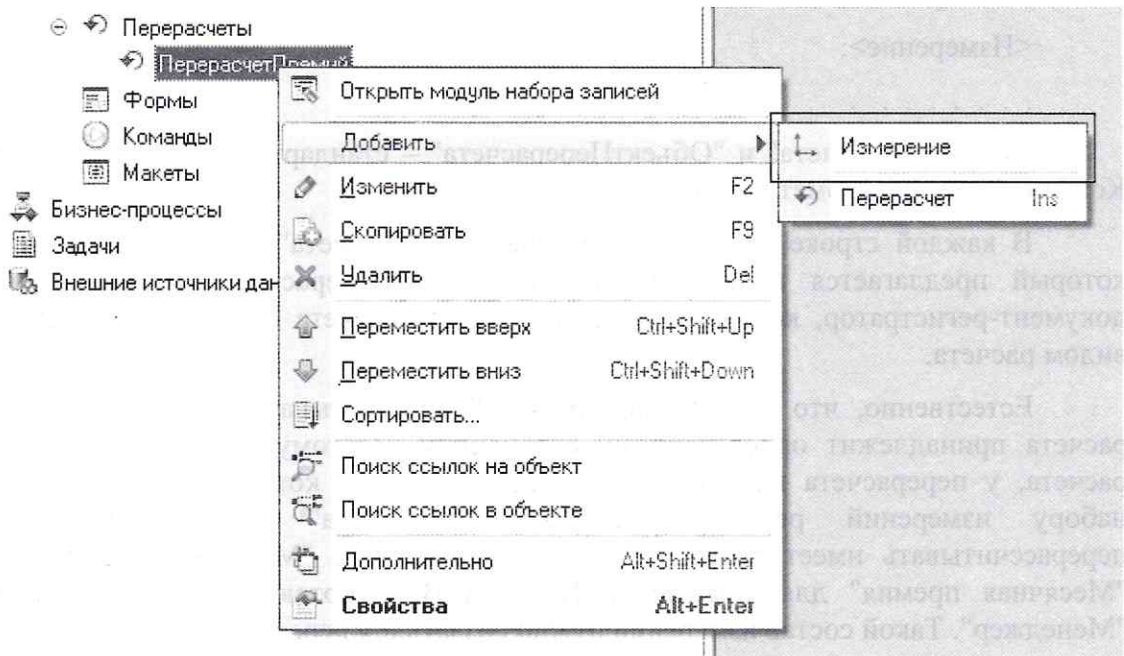 Перерасчеты
ПерерасчетПремий
Формы
Команды
Макеты
Бизнес-процессы
Задачи
Внешние источники дан
Открыть модуль набора записей
Добавить
Изменить F2
Скопировать F9
Удалить Del
Переместить вверх Ctrl+Shift+Up
Переместить вниз Ctrl+Shift+Down
Сортировать...
Поиск ссылок на объект
Поиск ссылок в объекте
Дополнительно Alt+Shift+Enter
Свойства Alt+Enter
Измерение
Перерасчет Ins
<Измерение>
"ОбъектПерерасчета" –
В каждой строке
который предлагается
документ-регистратор,
видом расчета.
Естественно, что
расчета принадлежит
расчета, у перерасчета
набору измерений
перерассчитывать имеет
"Месячная премия" для
"Менеджер". Такой состав